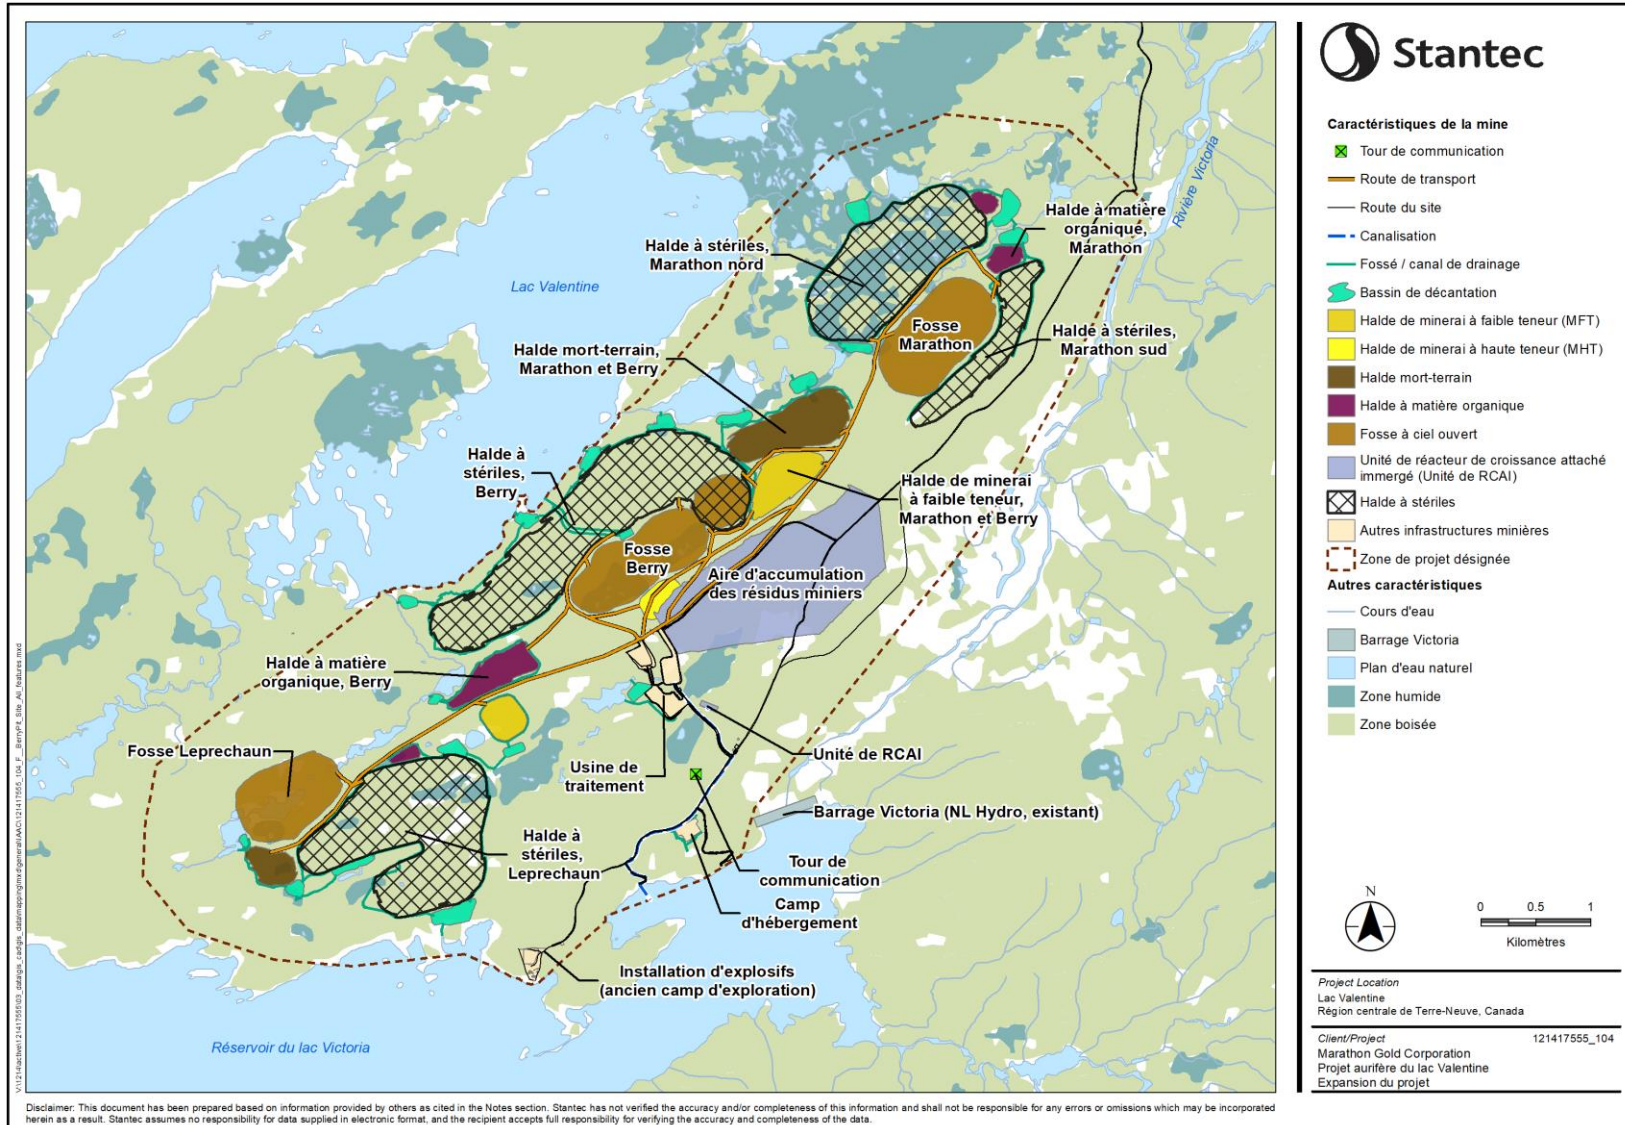 Stantec
Caractéristiques de la mine
Tour de communication
Route de transport
Route du site
Canalisation
Fossé / canal de drainage
Bassin de décantation
Halde de minerai à faible teneur (MFT)
Halde de minerai à haute teneur (MHT)
Halde mort-terrain
Halde à matière organique
Fosse à ciel ouvert
Unité de réacteur de croissance attaché
immergé (Unité de RCAI)
Halde à stériles
Autres infrastructures minières
Zone de projet désignée
Autres caractéristiques
Cours d'eau
Barrage Victoria
Plan d'eau naturel
Zone humide
Zone boisée
Rivière Victoria
Halde à matière
organique,
Marathon
Halde à stériles,
Marathon nord
Lac Valentine
Fosse
Marathon
Halde à stériles,
Marathon sud
Halde mort-terrain,
Marathon et Berry
Halde à
stériles,
Berry
Halde de minerai
à faible teneur,
Marathon et Berry
Fosse
Berry
Aire d'accumulation
des résidus miniers
Halde à matière
organique, Berry
Fosse Leprechaun
Usine de
traitement
Unité de RCAI
Barrage Victoria (NL Hydro, existant)
Halde à
stériles,
Leprechaun
Tour de
communication
Camp
d'hébergement
Installation d'explosifs
(ancien camp d'exploration)
Réservoir du lac Victoria
N
0 0.5 1
Kilomètres
Project Location
Lac Valentine
Région centrale de Terre-Neuve, Canada
Client/Project 121417555_104
Marathon Gold Corporation
Projet aurifère du lac Valentine
Expansion du projet
Disclaimer: This document has been prepared based on information provided by others as cited in the Notes section. Stantec has not verified the accuracy and/or completeness of this information and shall not be responsible for any errors or omissions which may be incorporated
herein as a result. Stantec assumes no responsibility for data supplied in electronic format, and the recipient accepts full responsibility for verifying the accuracy and completeness of the data.